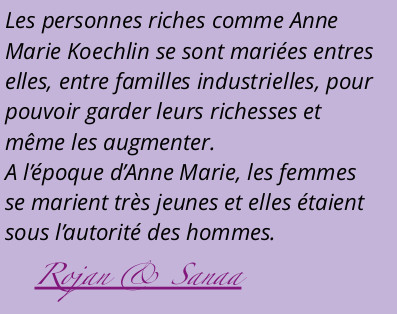 Les personnes riches comme Anne
Marie Koechlin se sont mariées entres
elles, entre familles industrielles, pour
pouvoir garder leurs richesses et
même les augmenter.
A l’époque d’Anne Marie, les femmes
se marient très jeunes et elles étaient
sous l’autorité des hommes.
Rojan & Sanaa